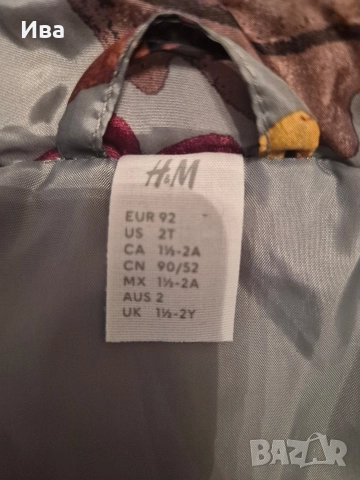 Ива
H&M
EUR 92
US 2T
CA 1½-2A
CN 90/52
MX 1½-2A
AUS 2
UK 1½-2Y
BAZAR